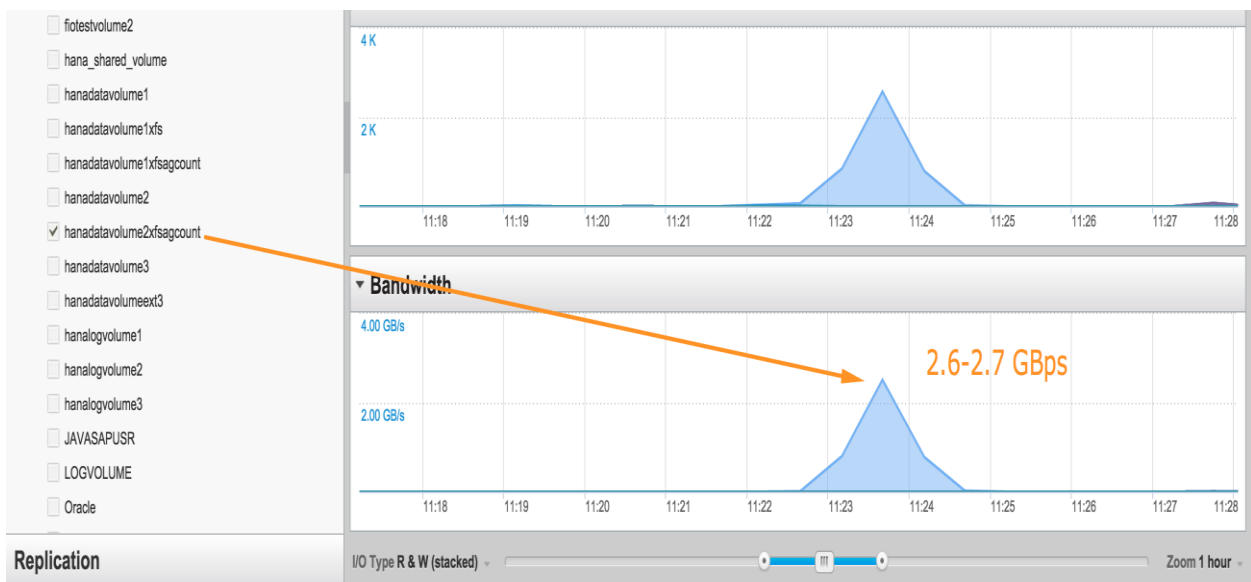 fiotestvolume2
hana_shared_volume
hanadatavolume1
hanadatavolume1xfs
hanadatavolume1xfsagcount
hanadatavolume2
hanadatavolume2xfsagcount
hanadatavolume3
hanadatavolumeext3
hanalogvolume1
hanalogvolume2
hanalogvolume3
JAVASAPUSR
LOGVOLUME
Oracle
Replication
4 K
2 K
11:18 11:19 11:20 11:21 11:22 11:23 11:24 11:25 11:26 11:27 11:28
Bandwidth
4.00 GB/s
2.6-2.7 GBps
2.00 GB/s
11:18 11:19 11:20 11:21 11:22 11:23 11:24 11:25 11:26 11:27 11:28
I/O Type R & W (stacked) Zoom 1 hour